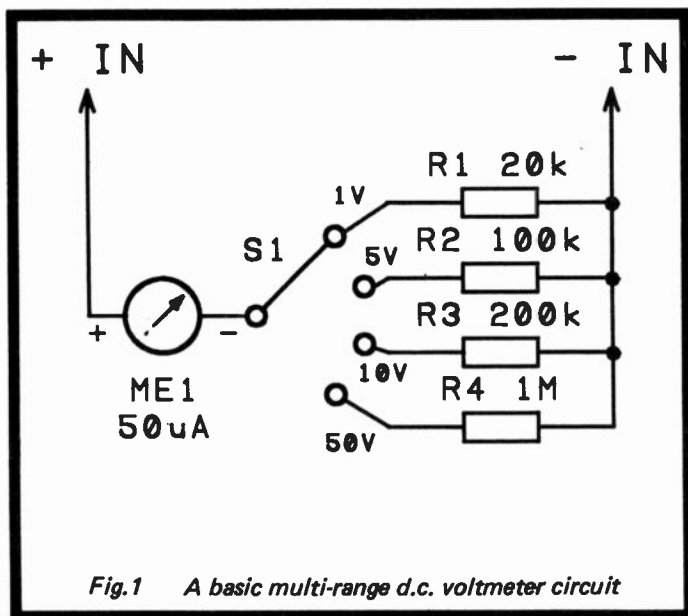 + IN
- IN
R1 20k
1V
S1
R2 100k
5V
R3 200k
+
-
10V
ME1
R4 1M
50uA
50V
Fig.1 A basic multi-range d.c. voltmeter circuit